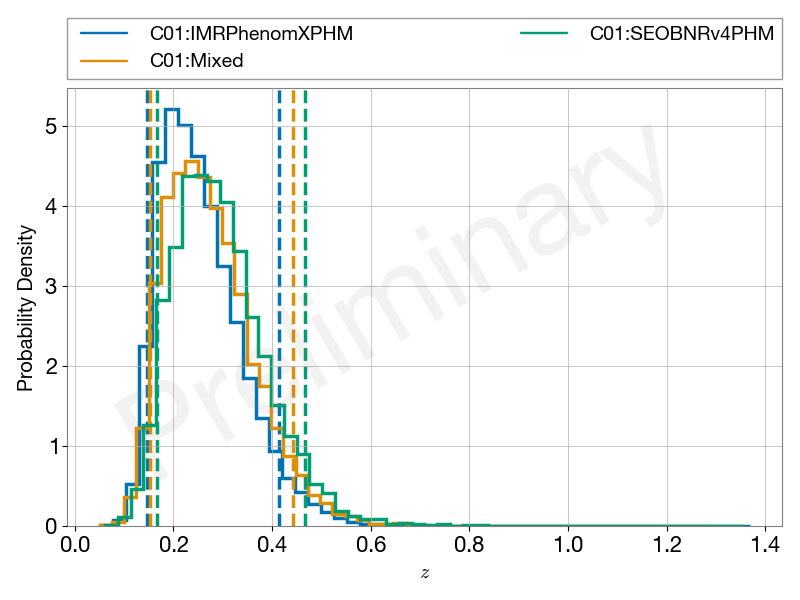 C01:IMRPhenomXPHM
C01:Mixed
C01:SEOBNRv4PHM
Preliminary
Probability Density
5
4
3
2
1
0
0.0 0.2 0.4 0.6 0.8 1.0 1.2 1.4
z